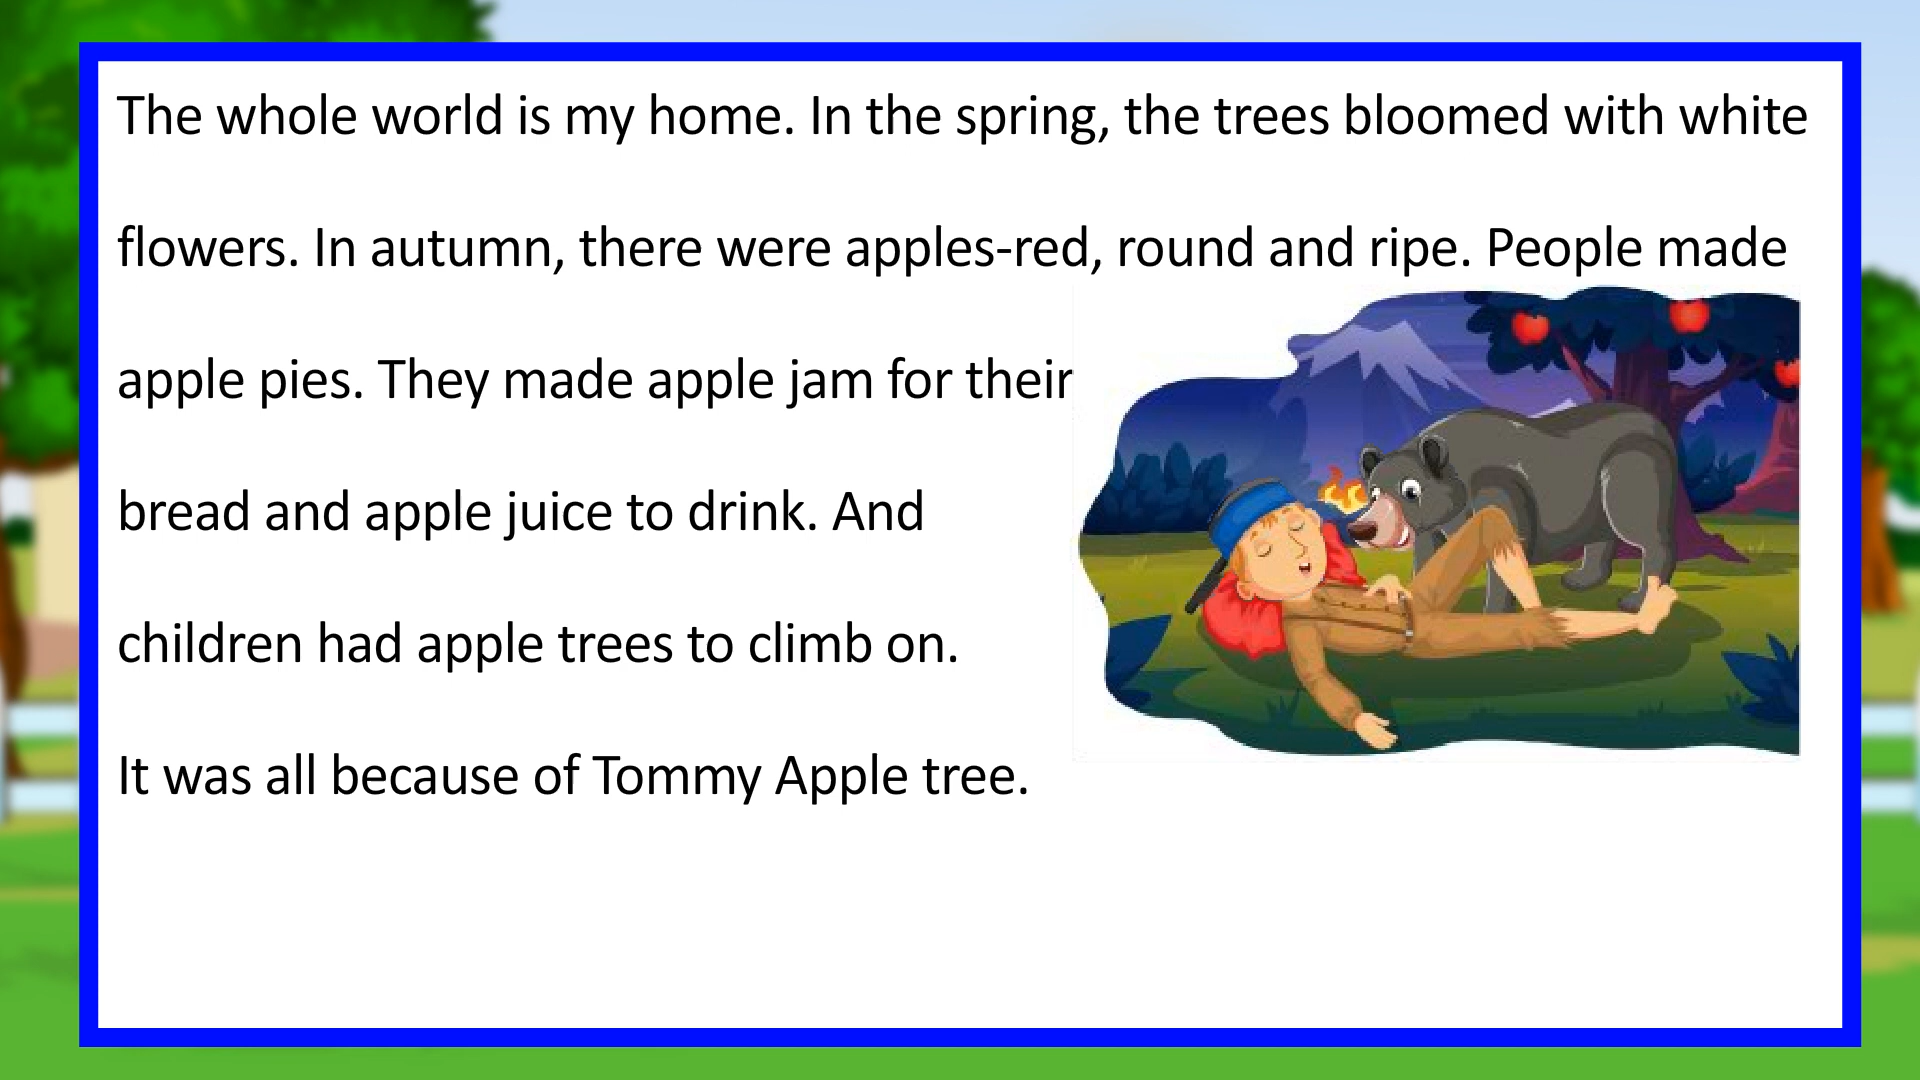 The whole world is my home. In the spring, the trees bloomed with white
flowers. In autumn, there were apples-red, round and ripe. People made
apple pies. They made apple jam for their
bread and apple juice to drink. And
children had apple trees to climb on.
It was all because of Tommy Apple tree.